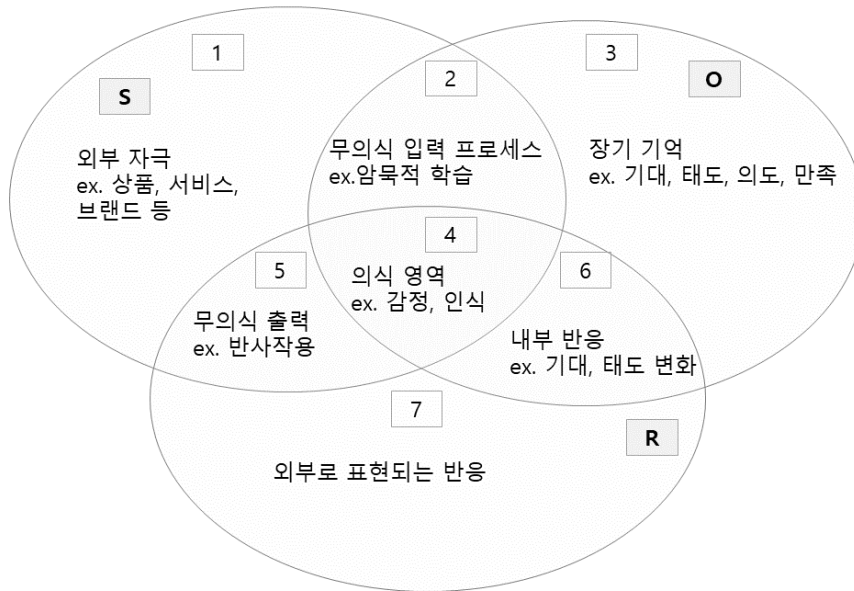 1
S
외부 자극
ex. 상품, 서비스,
브랜드 등
2
무의식 입력 프로세스
ex.암묵적 학습
3
O
장기 기억
ex. 기대, 태도, 의도, 만족
4
의식 영역
ex. 감정, 인식
5
무의식 출력
ex. 반사작용
6
내부 반응
ex. 기대, 태도 변화
7
R
외부로 표현되는 반응